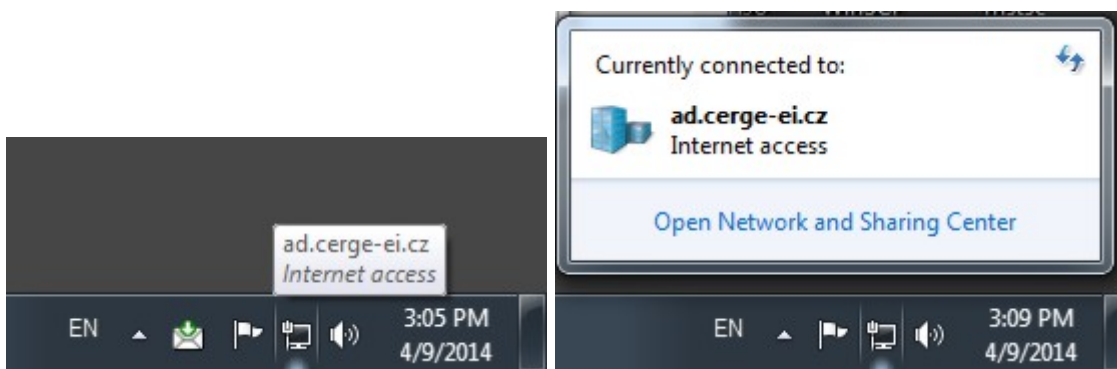 ad.cerge-ei.cz
Internet access
EN
3:05 PM
4/9/2014
Currently connected to:
ad.cerge-ei.cz
Internet access
Open Network and Sharing Center
EN
3:09 PM
4/9/2014